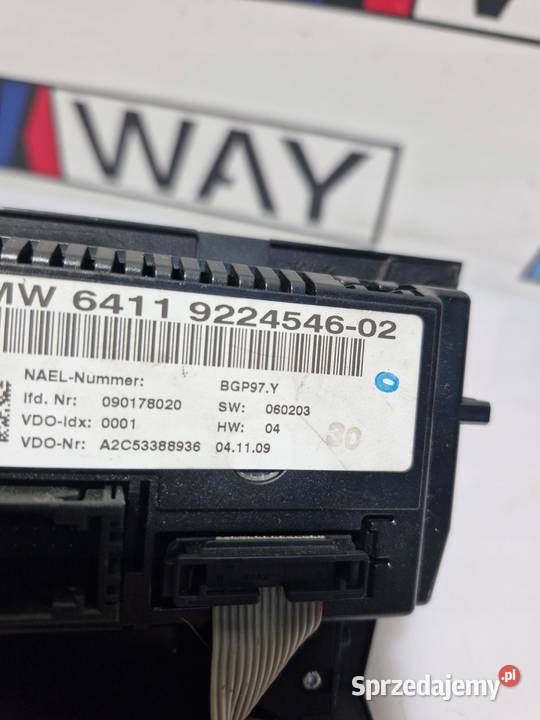 WAY
MW 6411 9224546-02
NAEL-Nummer: BGP97.Y
lfd. Nr: 090178020 SW: 060203
VDO-Idx: 0001 HW: 04
VDO-Nr: A2C53388936 04.11.09
30
Sprzedajemy.pl